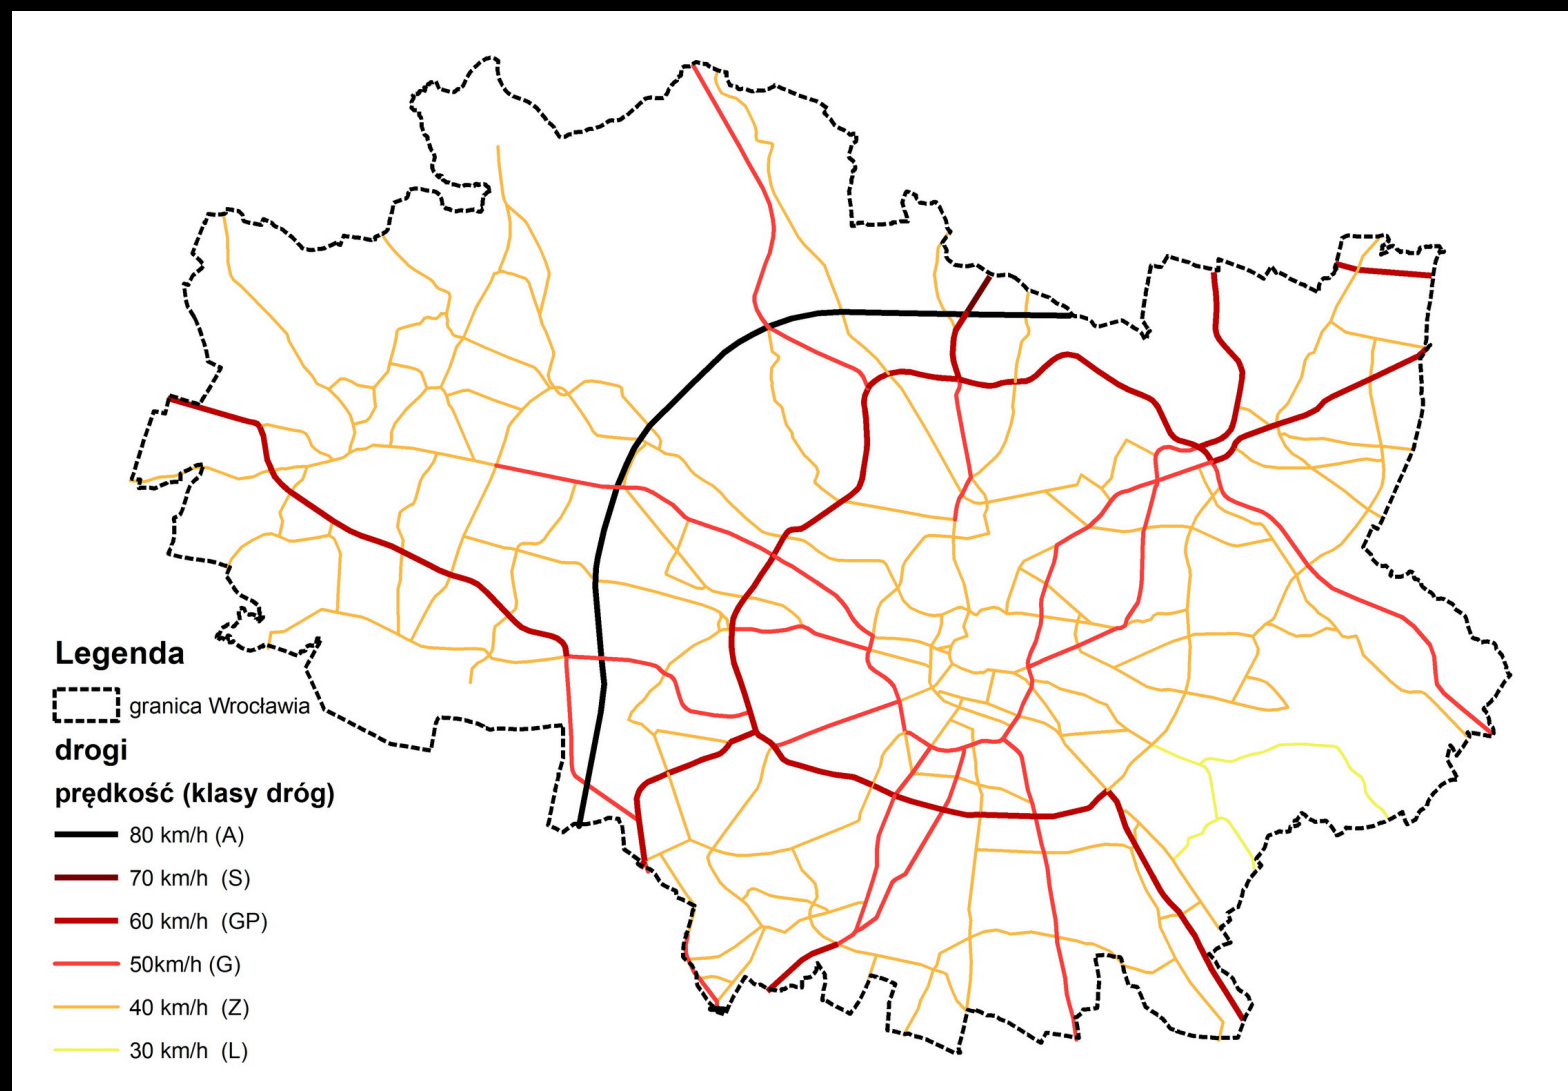 Legenda
granica Wrocławia
drogi
prędkość (klasy dróg)
80 km/h (A)
70 km/h (S)
60 km/h (GP)
50km/h (G)
40 km/h (Z)
30 km/h (L)